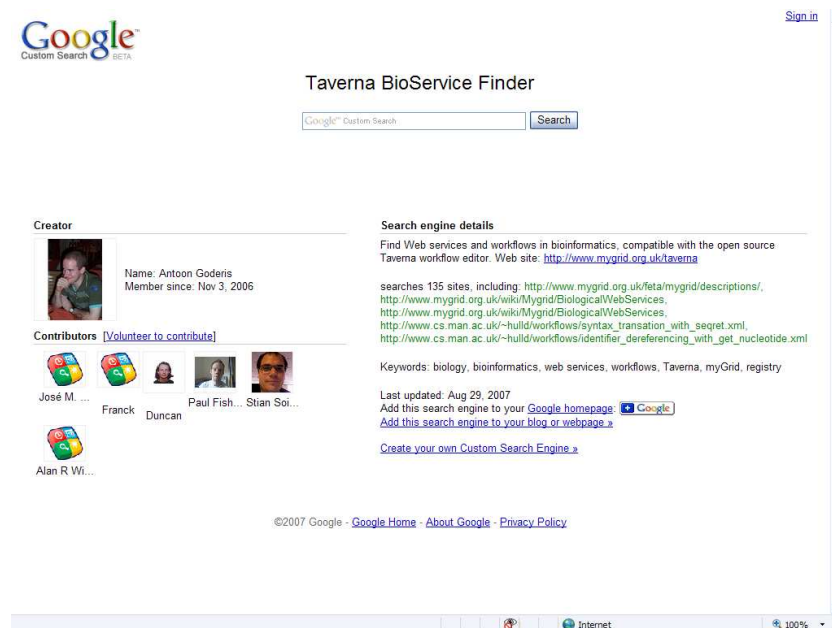 Sign in
Google™
Custom Search BETA
Taverna BioService Finder
Google™ Custom Search
Search
Creator
Name: Antoon Goderis
Member since: Nov 3, 2006
Contributors [Volunteer to contribute]
José M. ...
Franck
Duncan
Paul Fish...
Stian Soi...
Alan R Wi...
Search engine details
Find Web services and workflows in bioinformatics, compatible with the open source
Taverna workflow editor. Web site: http://www.mygrid.org.uk/taverna
searches 135 sites, including: http://www.mygrid.org.uk/feta/mygrid/descriptions/,
http://www.mygrid.org.uk/wiki/Mygrid/BiologicalWebServices,
http://www.mygrid.org.uk/wiki/Mygrid/BiologicalWebServices,
http://www.cs.man.ac.uk/~hulld/workflows/syntax_transation_with_seqret.xml,
http://www.cs.man.ac.uk/~hulld/workflows/identifier_dereferencing_with_get_nucleotide.xml
Keywords: biology, bioinformatics, web services, workflows, Taverna, myGrid, registry
Last updated: Aug 29, 2007
Add this search engine to your Google homepage: + Google
Add this search engine to your blog or webpage »
Create your own Custom Search Engine »
©2007 Google - Google Home - About Google - Privacy Policy
Internet
100%